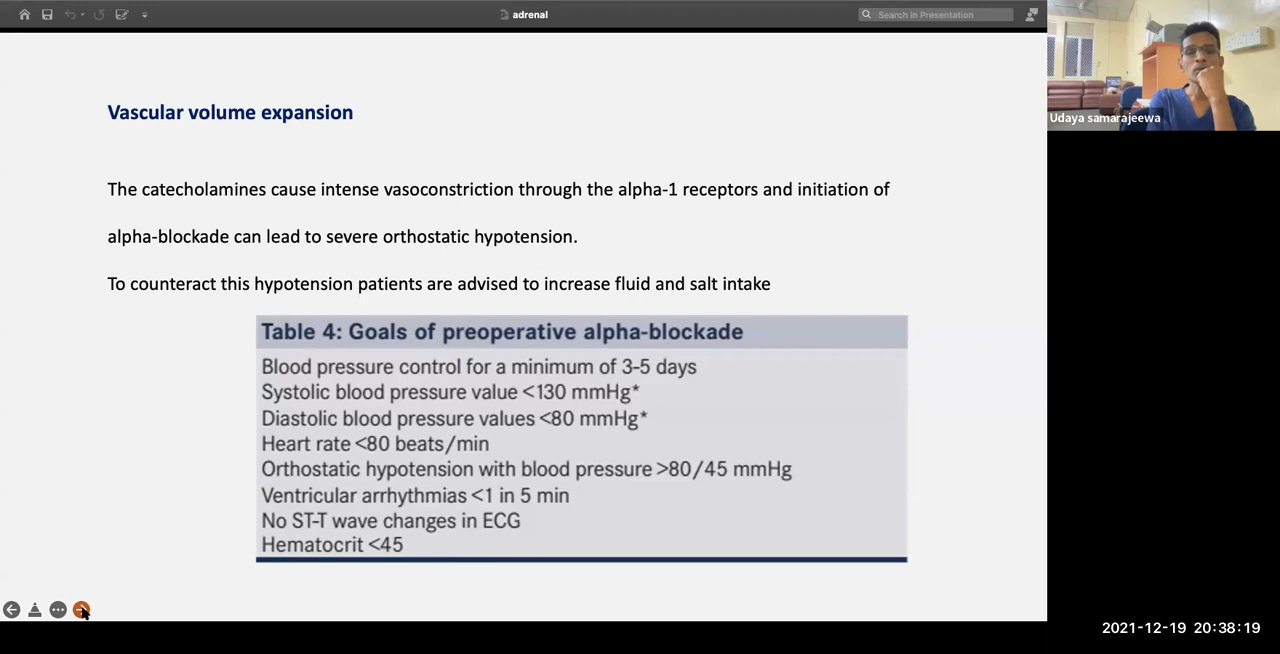 adrenal
Search in Presentation
Udaya samarajeewa
Vascular volume expansion
The catecholamines cause intense vasoconstriction through the alpha-1 receptors and initiation of
alpha-blockade can lead to severe orthostatic hypotension.
To counteract this hypotension patients are advised to increase fluid and salt intake
Table 4: Goals of preoperative alpha-blockade
Blood pressure control for a minimum of 3-5 days
Systolic blood pressure value <130 mmHg*
Diastolic blood pressure values <80 mmHg*
Heart rate <80 beats/min
Orthostatic hypotension with blood pressure >80/45 mmHg
Ventricular arrhythmias <1 in 5 min
No ST-T wave changes in ECG
Hematocrit <45
2021-12-19 20:38:19